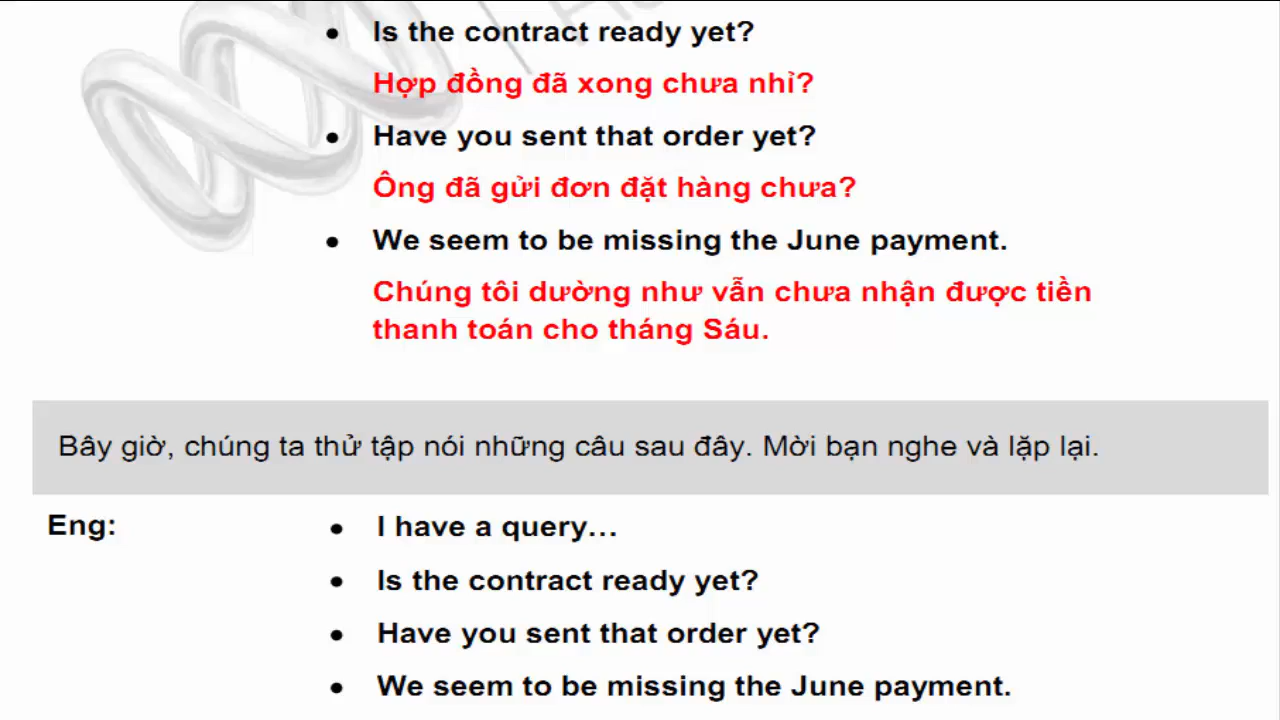 • Is the contract ready yet?
Hợp đồng đã xong chưa nhỉ?
• Have you sent that order yet?
Ông đã gửi đơn đặt hàng chưa?
• We seem to be missing the June payment.
Chúng tôi dường như vẫn chưa nhận được tiền
thanh toán cho tháng Sáu.
Bây giờ, chúng ta thử tập nói những câu sau đây. Mời bạn nghe và lặp lại.
Eng: • I have a query…
• Is the contract ready yet?
• Have you sent that order yet?
• We seem to be missing the June payment.